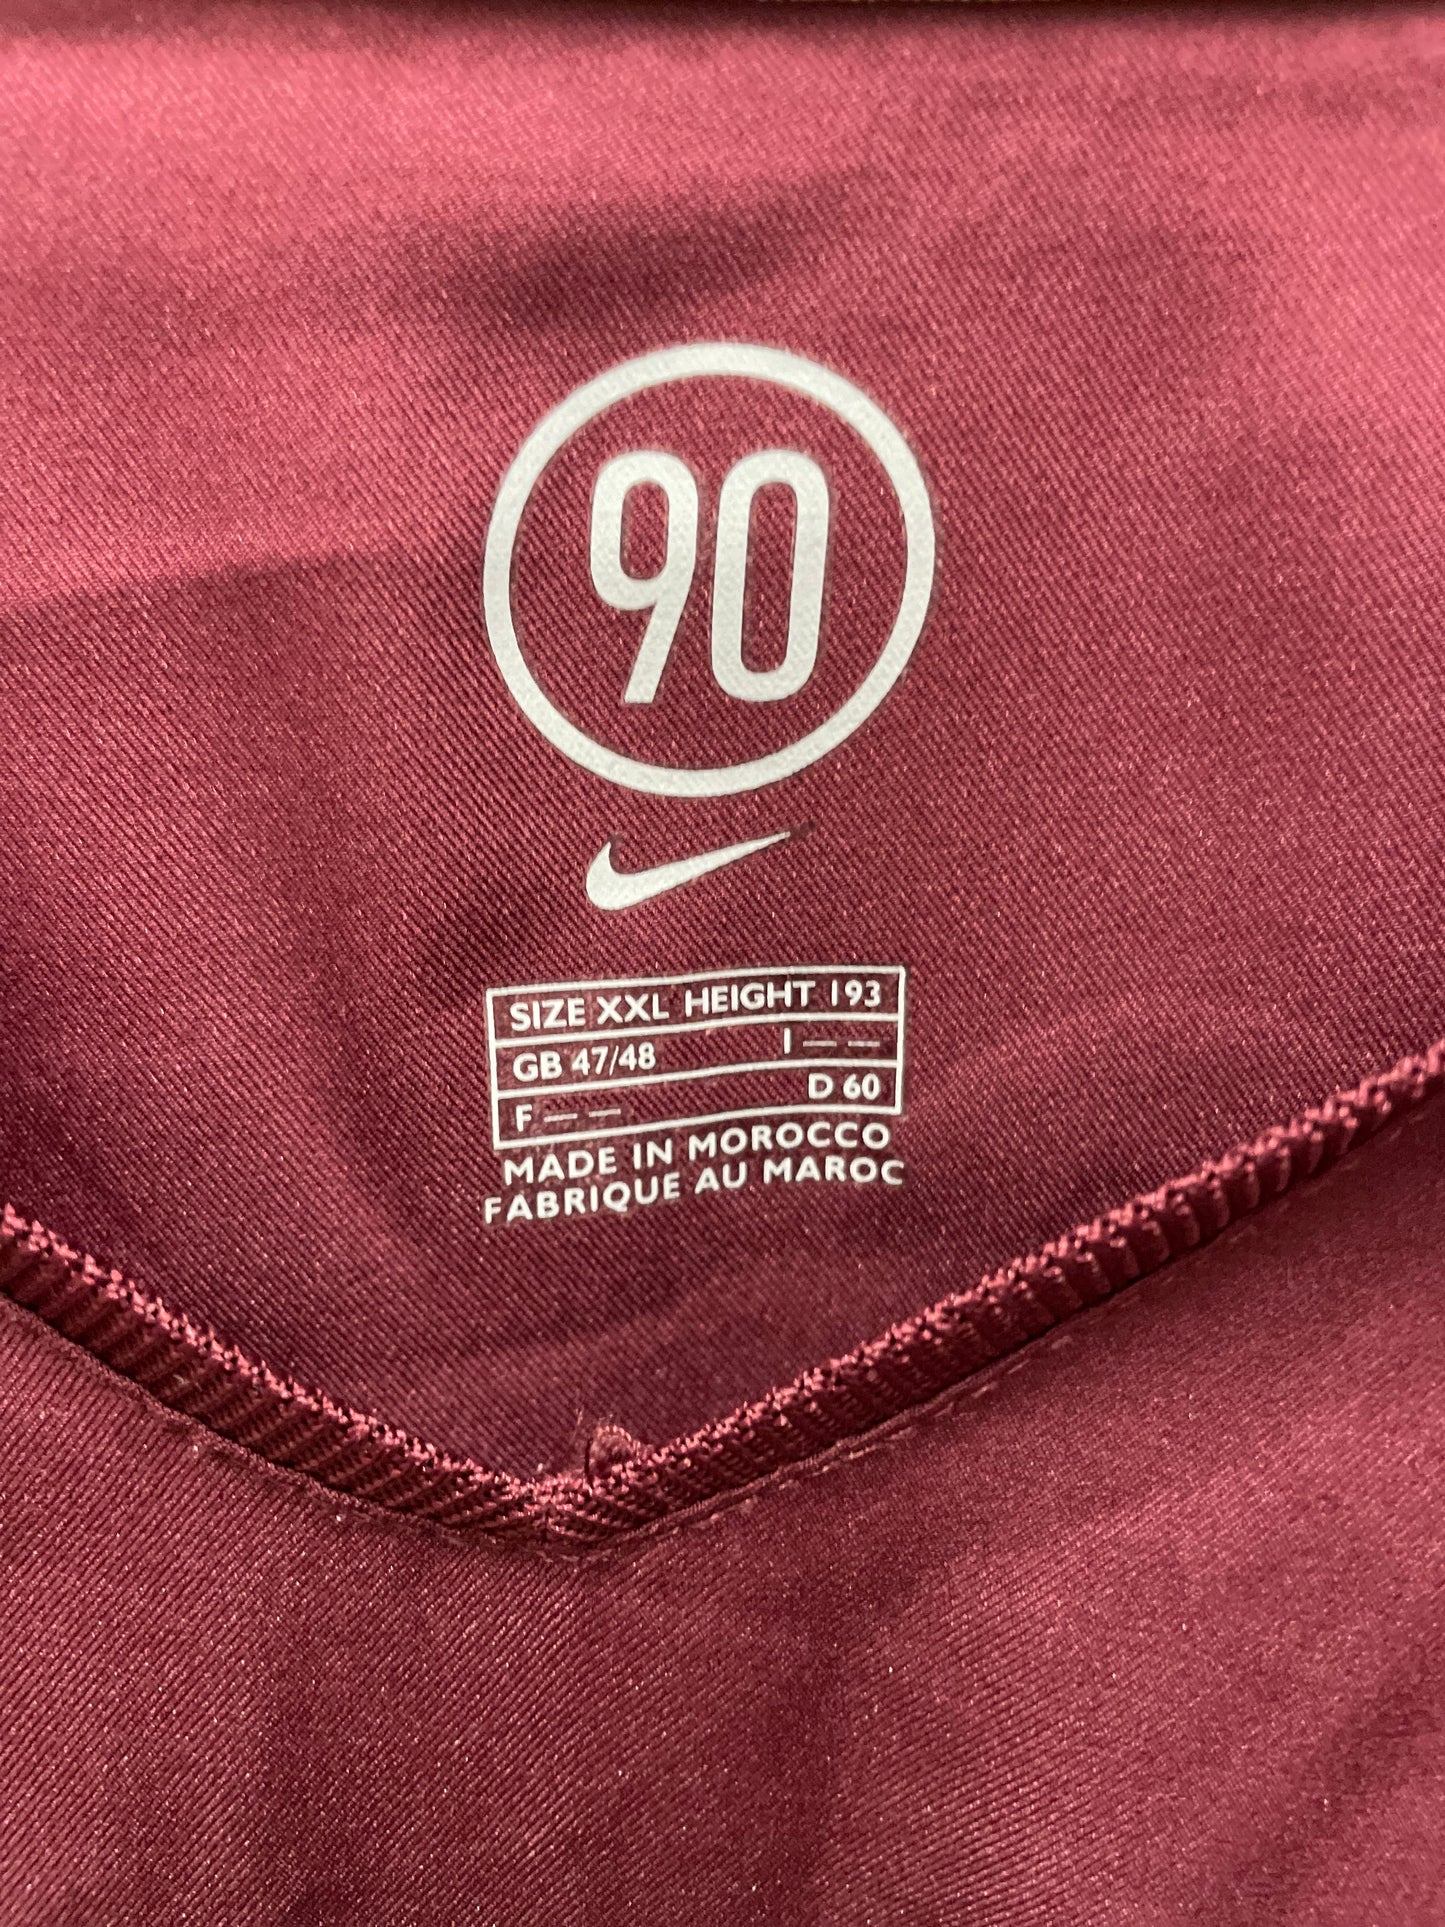 90
SIZE XXL HEIGHT 193
GB 47/48 I — —
F — — D 60
MADE IN MOROCCO
FABRIQUE AU MAROC